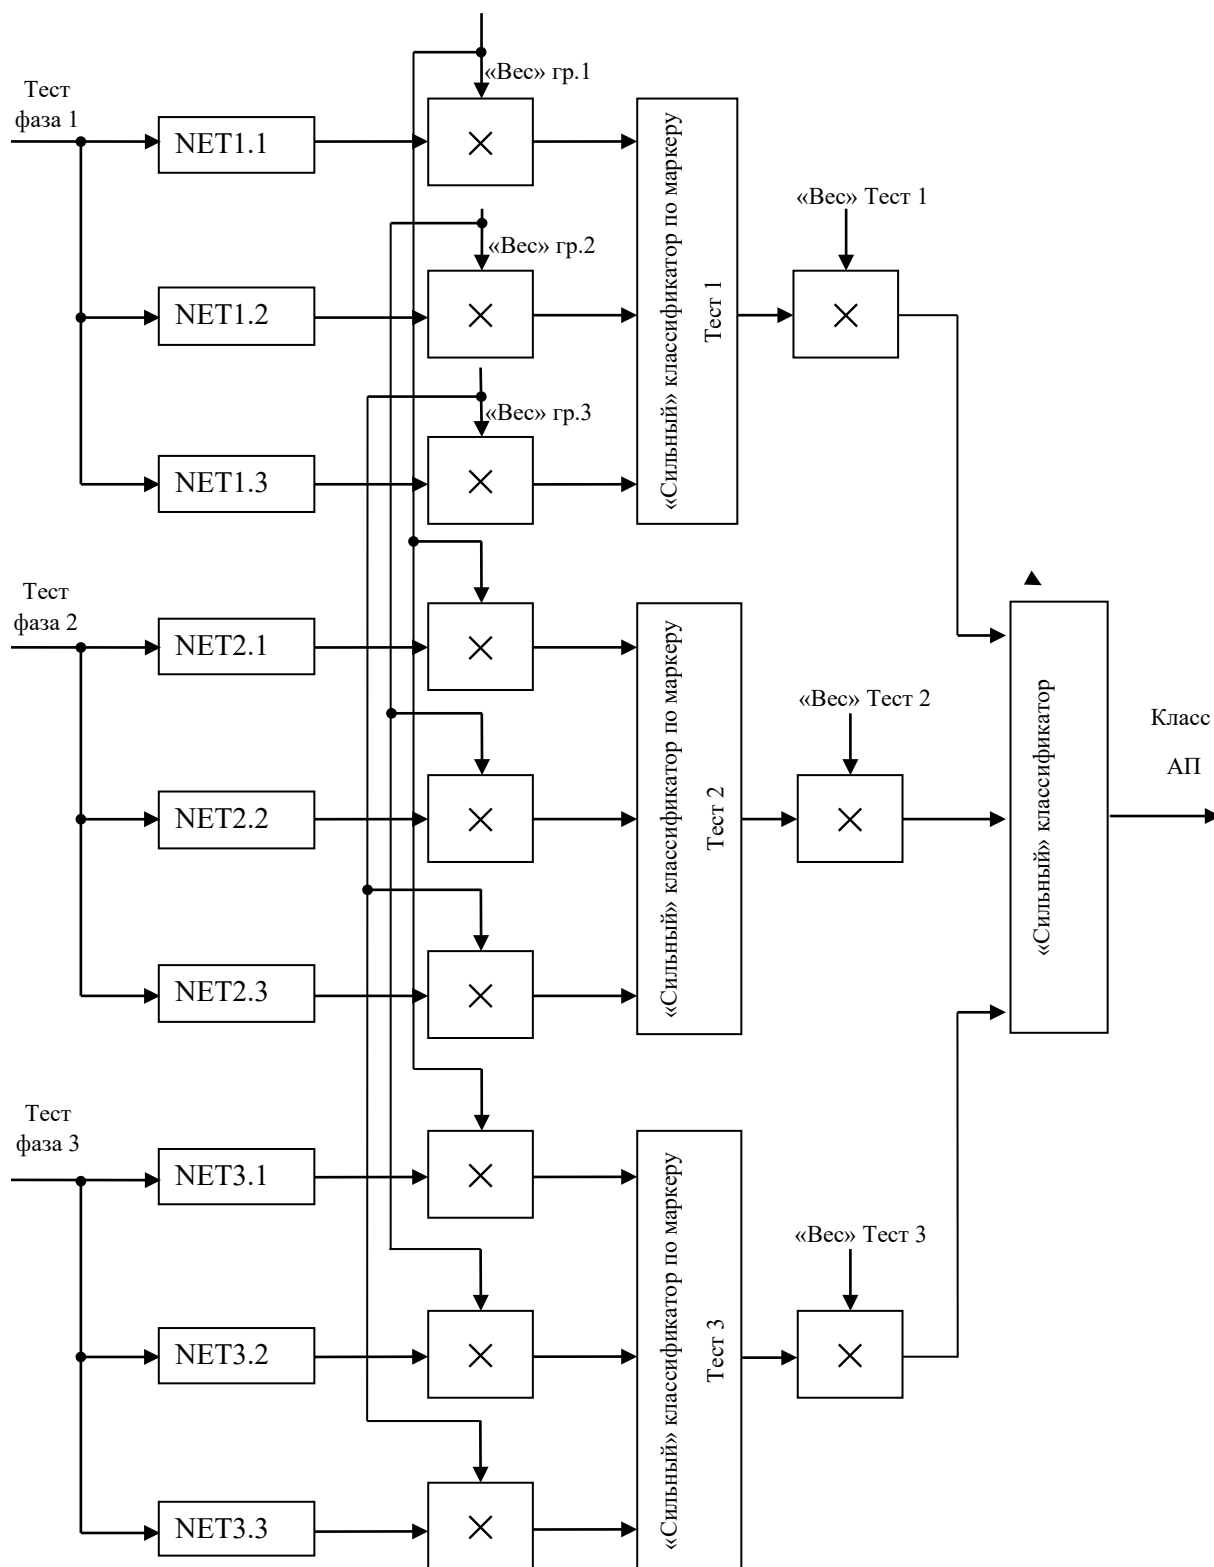 «Вес» гр.1
Тест
фаза 1
NET1.1
×
«Сильный» классификатор по маркеру
Тест 1
«Вес» Тест 1
«Вес» гр.2
NET1.2
×
×
«Вес» гр.3
NET1.3
×
Тест
фаза 2
NET2.1
×
«Сильный» классификатор по маркеру
Тест 2
«Вес» Тест 2
NET2.2
×
×
«Сильный» классификатор
Класс
АП
NET2.3
×
Тест
фаза 3
NET3.1
×
«Сильный» классификатор по маркеру
Тест 3
«Вес» Тест 3
NET3.2
×
×
NET3.3
×